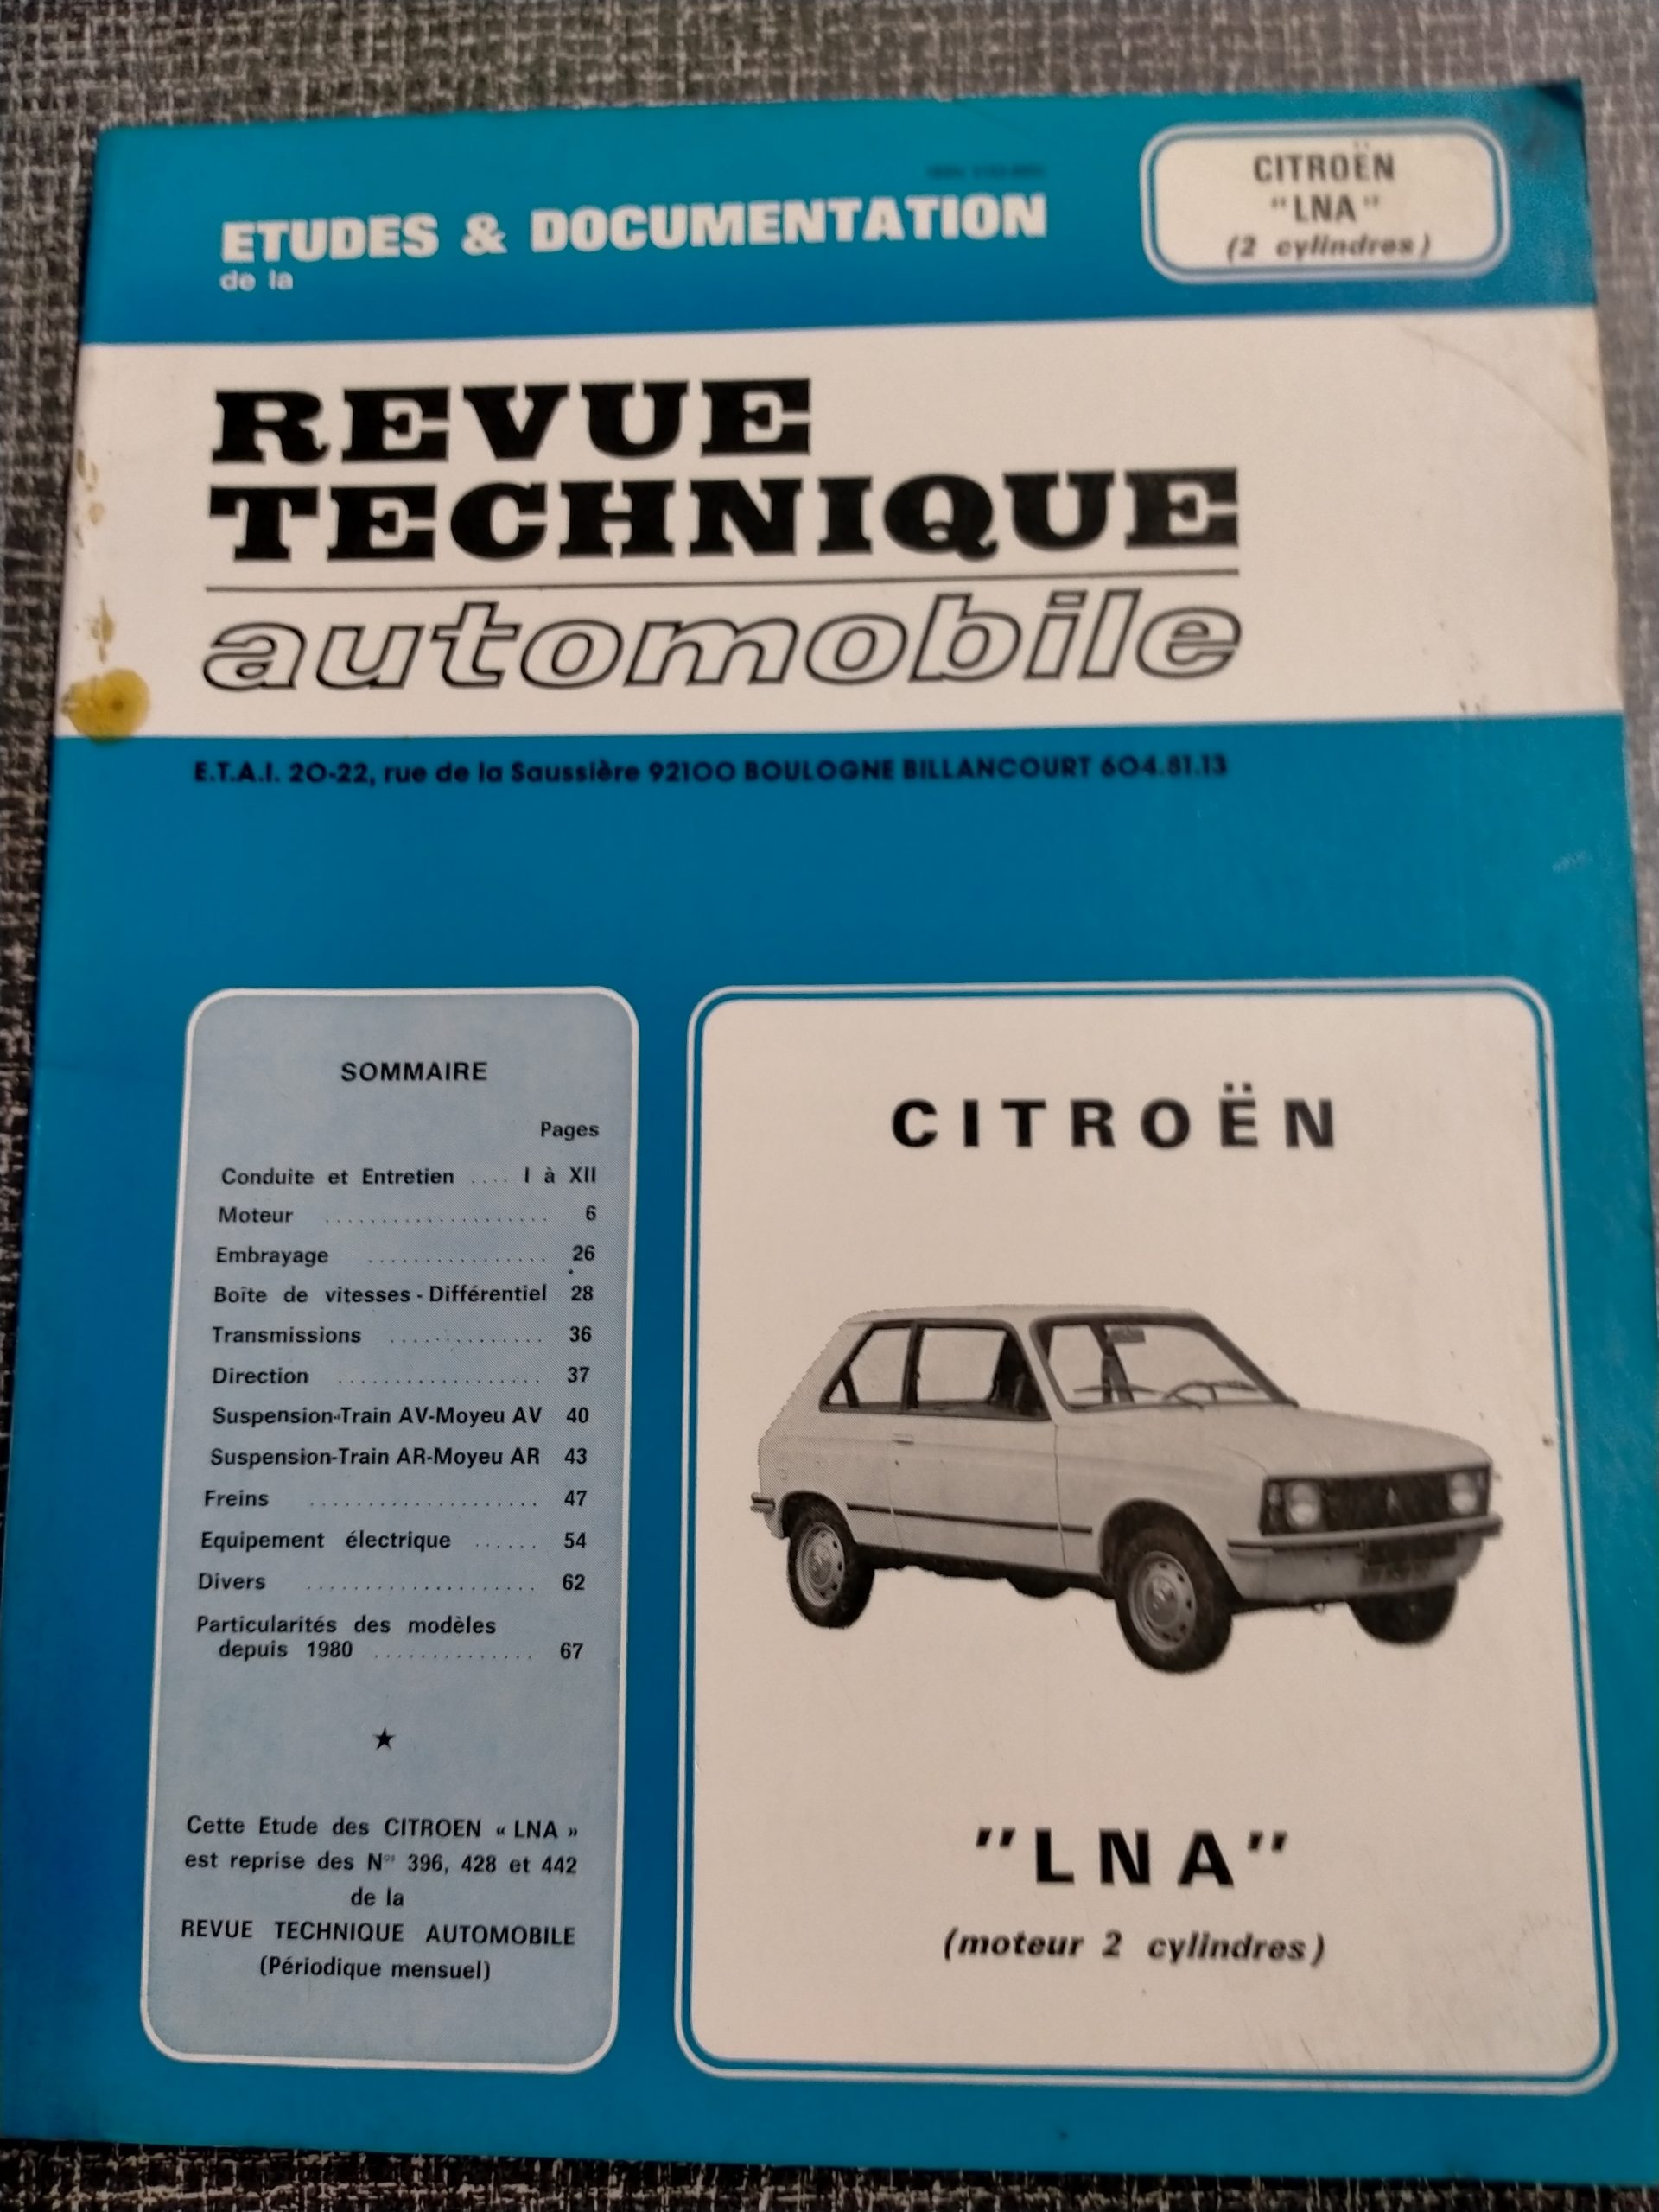 ETUDES & DOCUMENTATION
de la
CITROËN
"LNA"
(2 cylindres)
REVUE
TECHNIQUE
automobile
E.T.A.I. 20-22, rue de la Saussière 92100 BOULOGNE BILLANCOURT 604.81.13
SOMMAIRE
Pages
Conduite et Entretien .... I à XII
Moteur .................... 6
Embrayage ................ 26
Boîte de vitesses - Différentiel 28
Transmissions .............. 36
Direction .................. 37
Suspension-Train AV-Moyeu AV 40
Suspension-Train AR-Moyeu AR 43
Freins .................... 47
Equipement électrique ...... 54
Divers .................... 62
Particularités des modèles
depuis 1980 .............. 67
★
Cette Etude des CITROEN « LNA »
est reprise des Nos 396, 428 et 442
de la
REVUE TECHNIQUE AUTOMOBILE
(Périodique mensuel)
CITROËN
"LNA"
(moteur 2 cylindres)